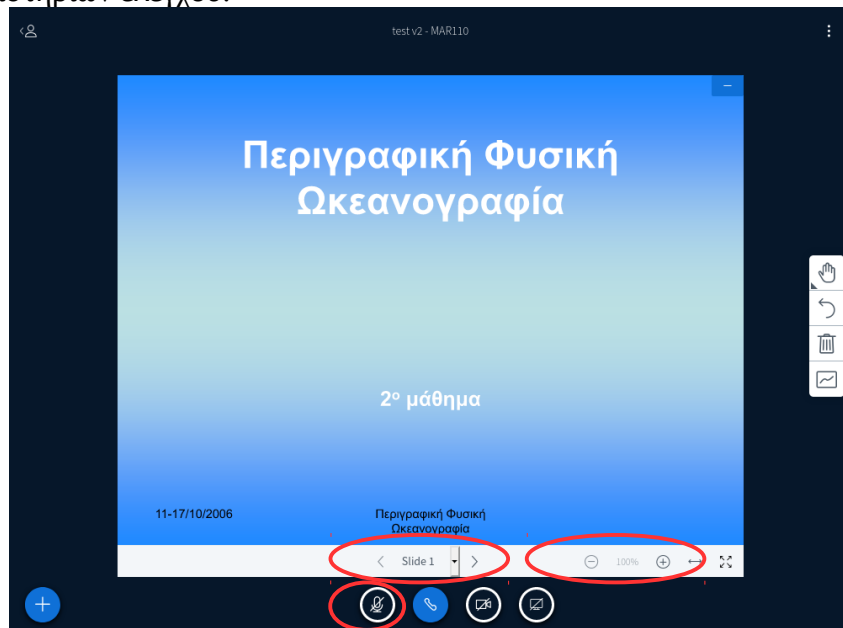 test v2 - MAR110
Περιγραφική Φυσική
Ωκεανογραφία
2ο μάθημα
11-17/10/2006
Περιγραφική Φυσική
Ωκεανογραφία
Slide 1
100%